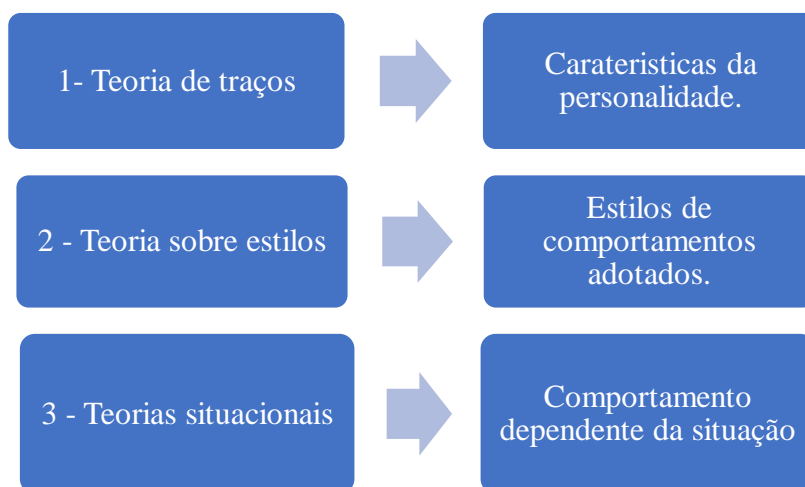 1- Teoria de traços
Carateristicas da
personalidade.
2 - Teoria sobre estilos
Estilos de
comportamentos
adotados.
3 - Teorias situacionais
Comportamento
dependente da situação